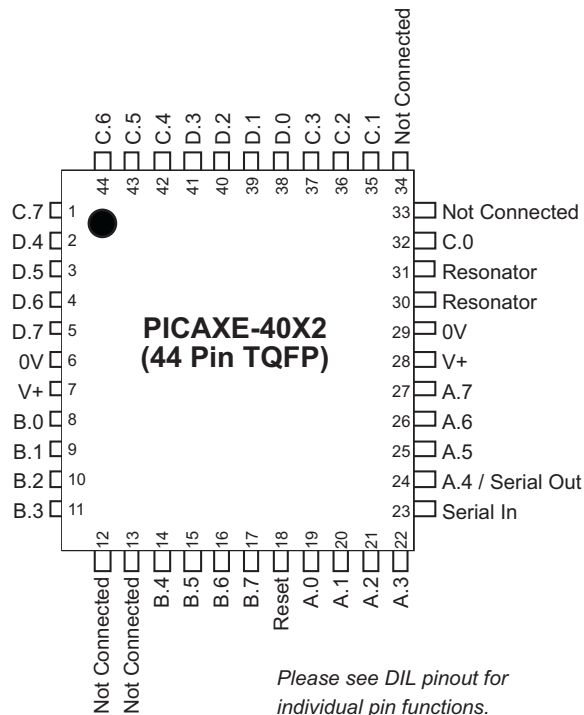 Not Connected
C.6
C.5
C.4
D.3
D.2
D.1
D.0
C.3
C.2
C.1
44
43
42
41
40
39
38
37
36
35
34
C.7 1
D.4 2
D.5 3
D.6 4
D.7 5
0V 6
V+ 7
B.0 8
B.1 9
B.2 10
B.3 11
PICAXE-40X2
(44 Pin TQFP)
33 Not Connected
32 C.0
31 Resonator
30 Resonator
29 0V
28 V+
27 A.7
26 A.6
25 A.5
24 A.4 / Serial Out
23 Serial In
12
13
14
15
16
17
18
19
20
21
22
Not Connected
Not Connected
B.4
B.5
B.6
B.7
Reset
A.0
A.1
A.2
A.3
Please see DIL pinout for
individual pin functions.